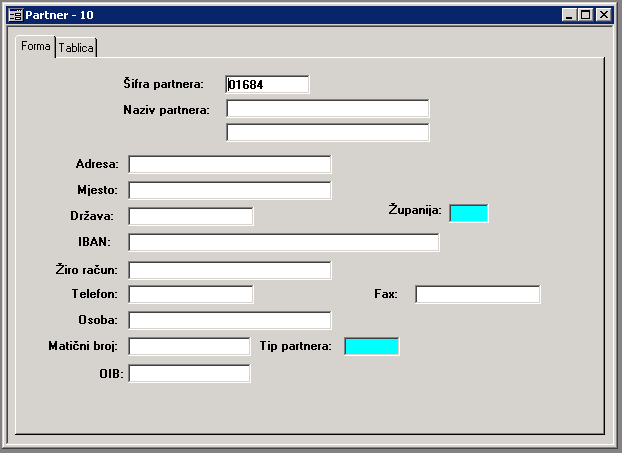 Partner - 10
Forma Tablica
Šifra partnera: 01684
Naziv partnera:
Adresa:
Mjesto:
Država: Županija:
IBAN:
Žiro račun:
Telefon: Fax:
Osoba:
Matični broj: Tip partnera:
OIB: